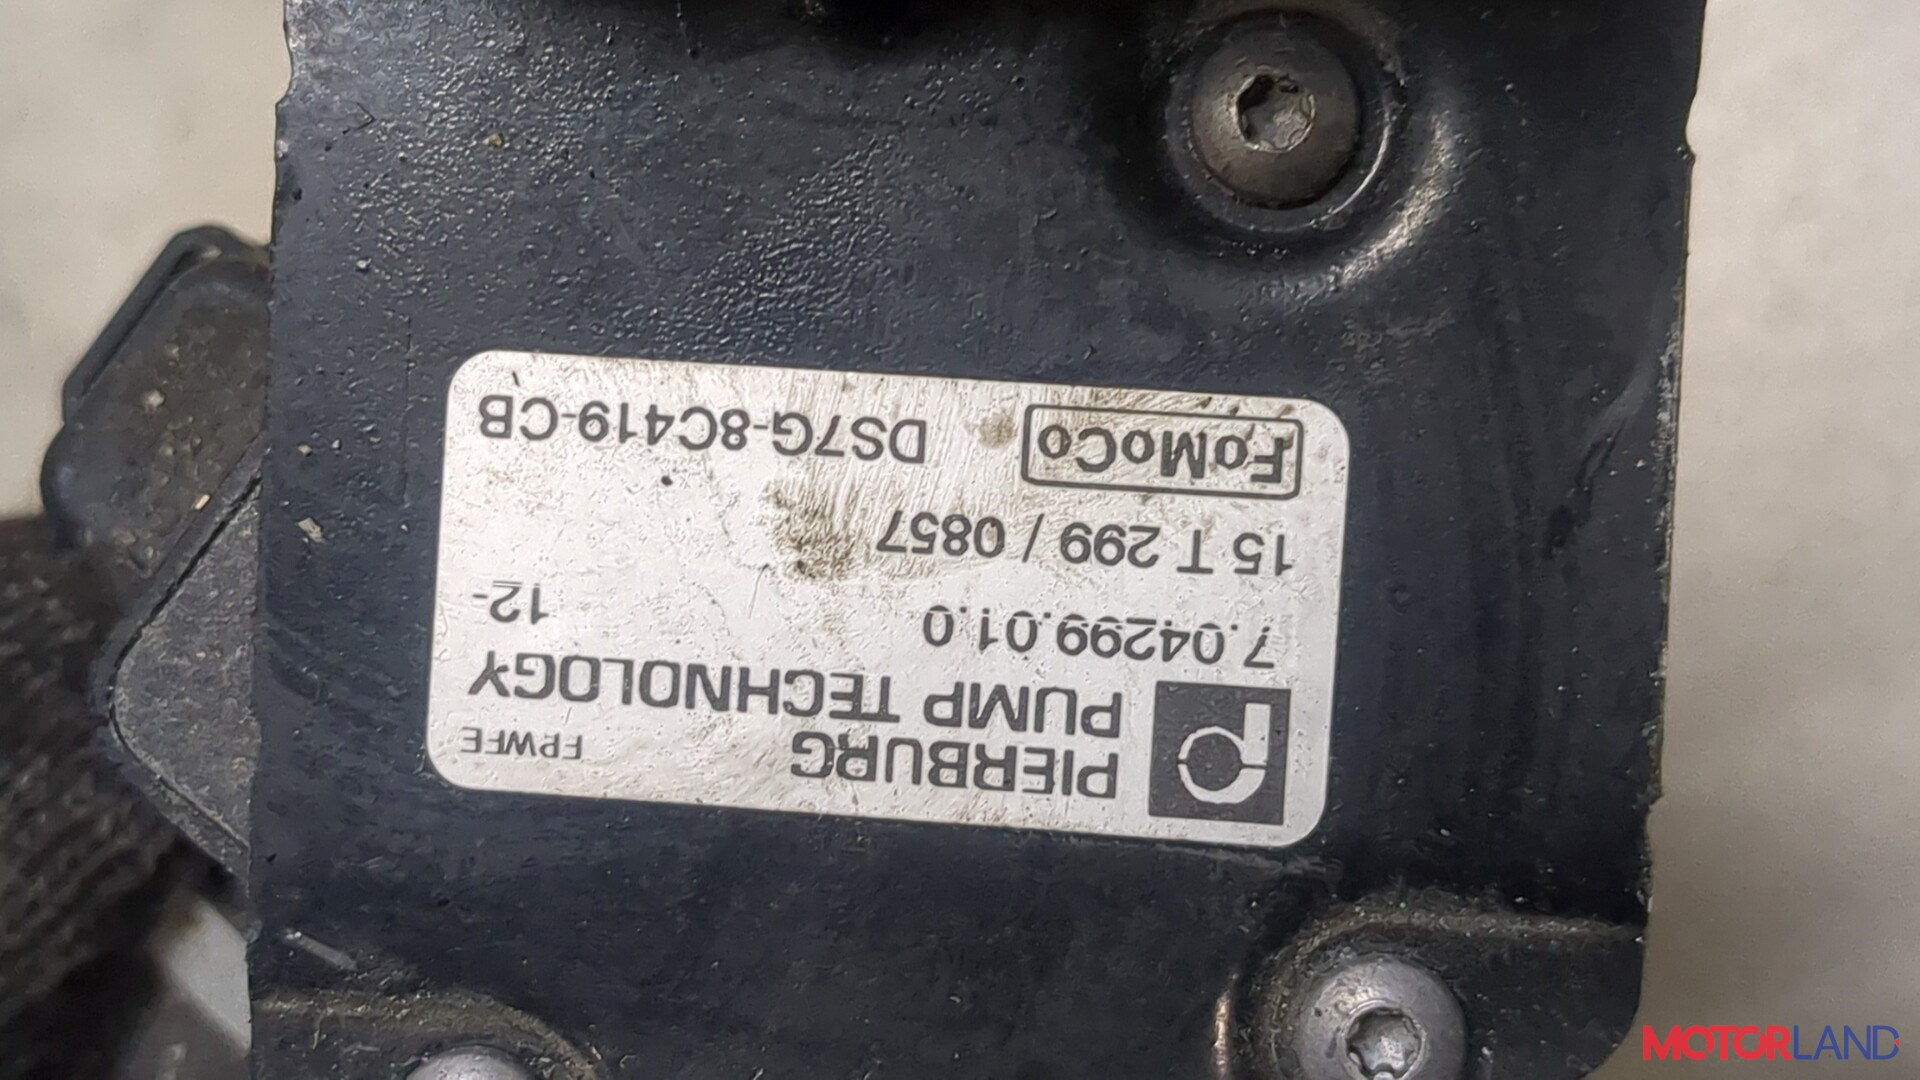 PIERBURG FPWFE
PUMP TECHNOLOGY
7.04299.01.0 12-
15 T 299 / 0857
FoMoCo DS7G-8C419-CB
MOTORLAND